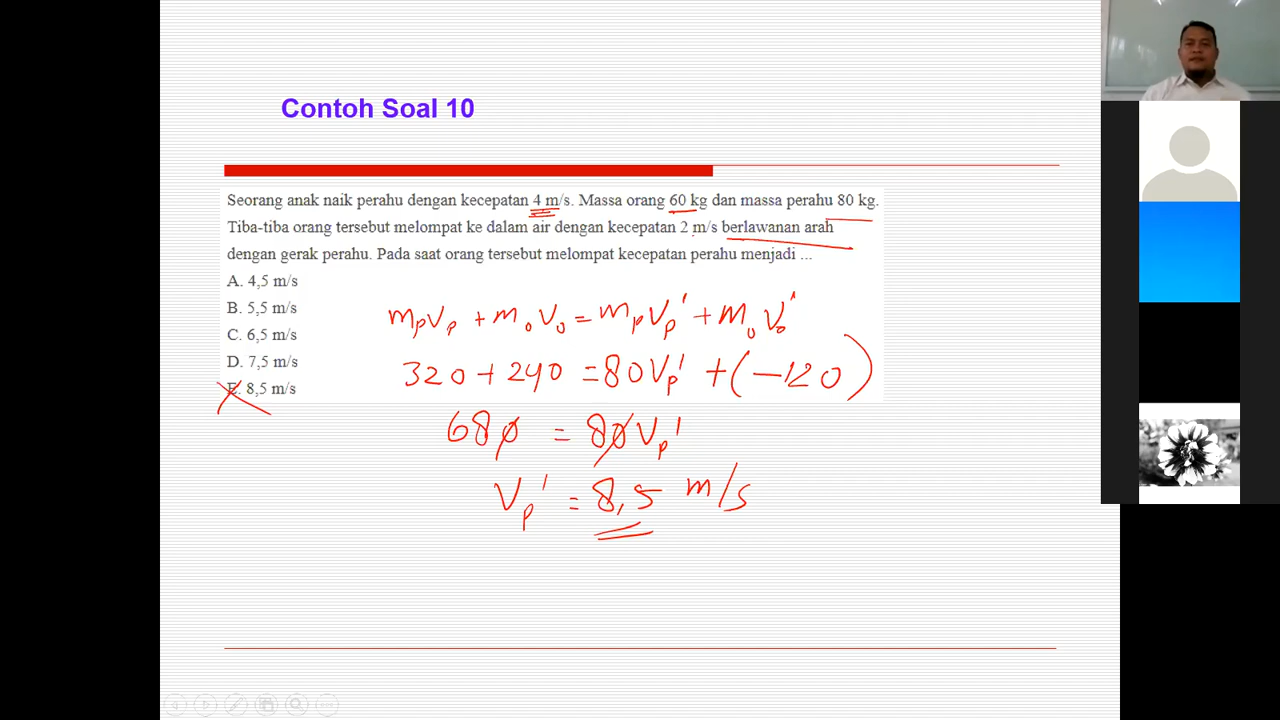 Contoh Soal 10
Seorang anak naik perahu dengan kecepatan 4 m/s. Massa orang 60 kg dan massa perahu 80 kg.
Tiba-tiba orang tersebut melompat ke dalam air dengan kecepatan 2 m/s berlawanan arah
dengan gerak perahu. Pada saat orang tersebut melompat kecepatan perahu menjadi ...
A. 4,5 m/s
B. 5,5 m/s
C. 6,5 m/s
D. 7,5 m/s
E. 8,5 m/s
mpVp + moVo = mpVp' + moVo'
320 + 240 = 80Vp' + (-120)
680 = 80Vp'
Vp' = 8,5 m/s